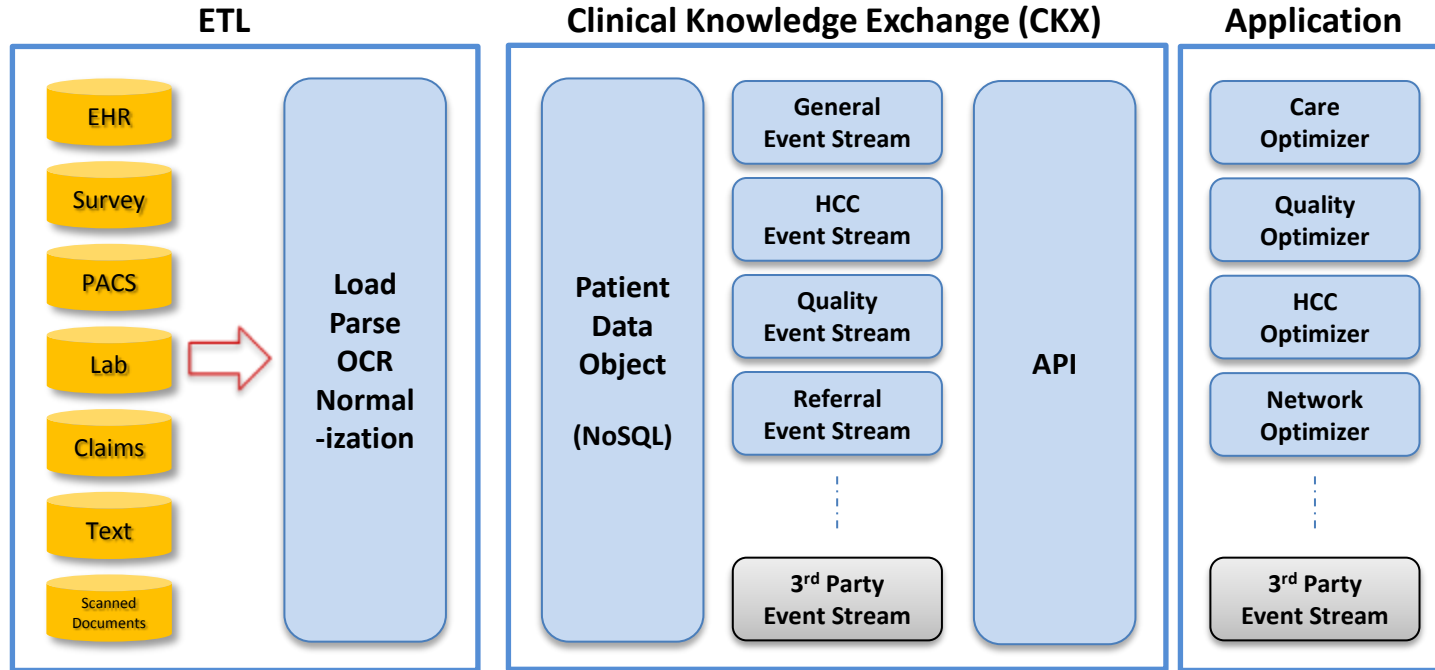 ETL
EHR
Survey
PACS
Lab
Claims
Text
Scanned
Documents
Load
Parse
OCR
Normal
-ization
Clinical Knowledge Exchange (CKX)
Patient
Data
Object
(NoSQL)
General
Event Stream
HCC
Event Stream
Quality
Event Stream
Referral
Event Stream
3rd Party
Event Stream
API
Application
Care
Optimizer
Quality
Optimizer
HCC
Optimizer
Network
Optimizer
3rd Party
Event Stream